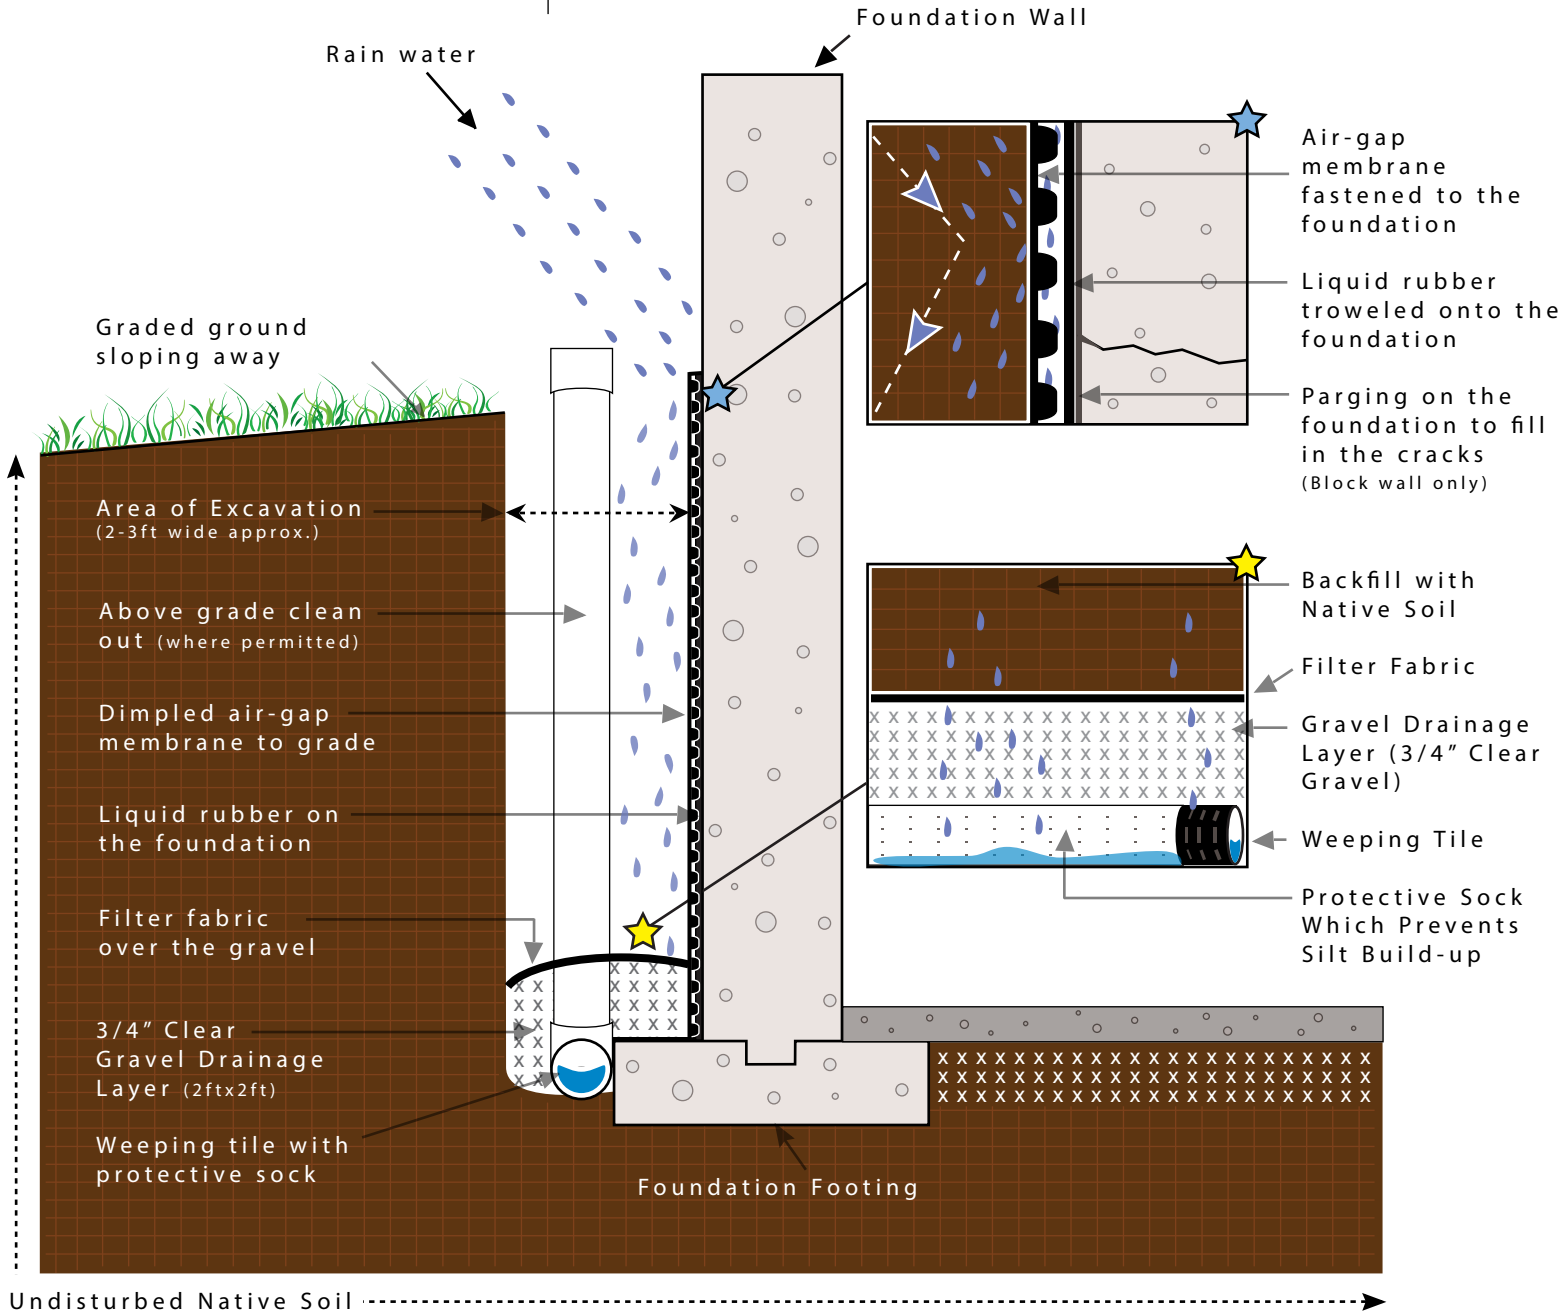 Foundation Wall
Rain water
Air-gap
membrane
fastened to the
foundation
Liquid rubber
troweled onto the
foundation
Parging on the
foundation to fill
in the cracks
(Block wall only)
Graded ground
sloping away
Area of Excavation
(2-3ft wide approx.)
Above grade clean
out (where permitted)
Dimpled air-gap
membrane to grade
Liquid rubber on
the foundation
Filter fabric
over the gravel
3/4” Clear
Gravel Drainage
Layer (2ftx2ft)
Weeping tile with
protective sock
Backfill with
Native Soil
Filter Fabric
Gravel Drainage
Layer (3/4” Clear
Gravel)
Weeping Tile
Protective Sock
Which Prevents
Silt Build-up
Foundation Footing
Undisturbed Native Soil